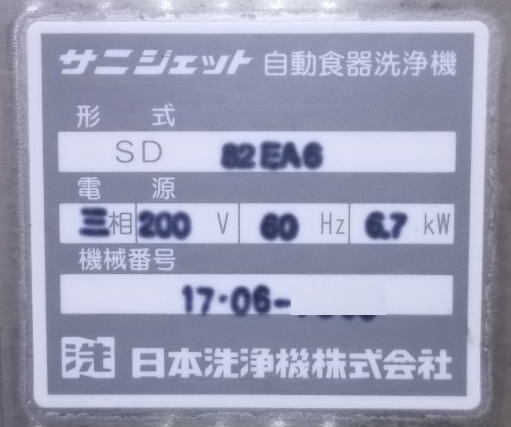 サニジェット 自動食器洗浄機
形 式
SD 82EA6
電 源
三相 200 V 60 Hz 6.7 kW
機械番号
17・06-
洗 日本洗浄機株式会社